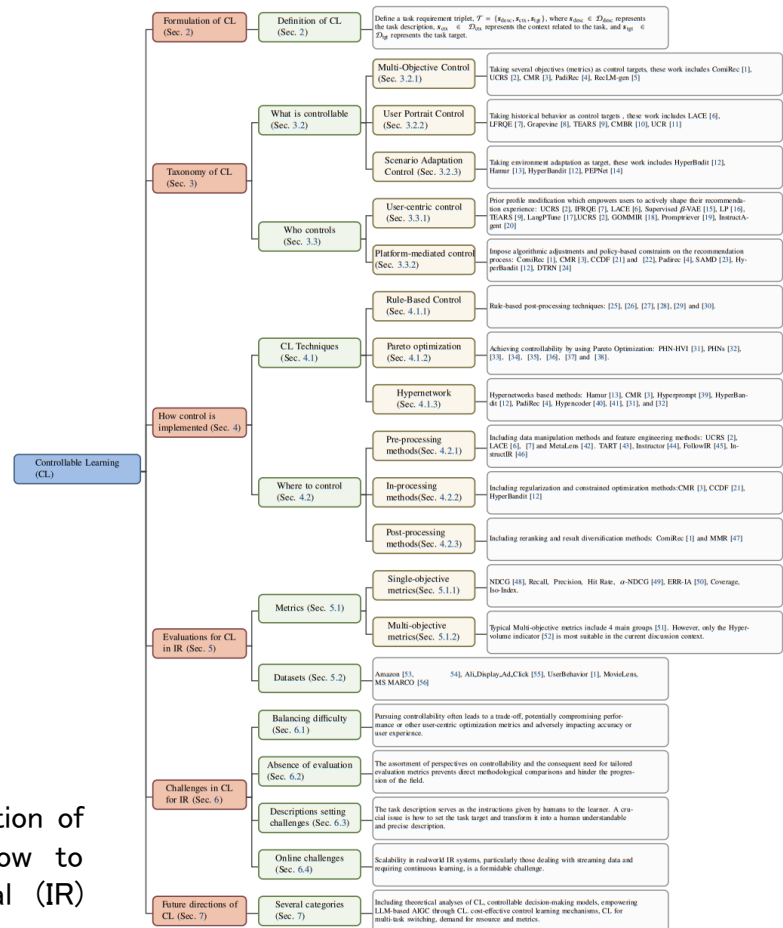 Formulation of CL
(Sec. 2)
Definition of CL
(Sec. 2)
Define a task requirement triplet, 𝒯 = {s_desc, s_ctx, s_tgt}, where s_desc ∈ 𝒟_desc represents
the task description, s_ctx ∈ 𝒟_ctx represents the context related to the task, and s_tgt ∈
𝒟_tgt represents the task target.
Taxonomy of CL
(Sec. 3)
What is controllable
(Sec. 3.2)
Multi-Objective Control
(Sec. 3.2.1)
Taking several objectives (metrics) as control targets, these work includes ComiRec [1],
UCRS [2], CMR [3], PadiRec [4], RecLM-gen [5]
User Portrait Control
(Sec. 3.2.2)
Taking historical behavior as control targets , these work includes LACE [6],
LFRQE [7], Grapevine [8], TEARS [9], CMBR [10], UCR [11]
Scenario Adaptation
Control (Sec. 3.2.3)
Taking environment adaptation as target, these work includes HyperBndit [12],
Hamur [13], HyperBandit [12], PEPNet [14]
Who controls
(Sec. 3.3)
User-centric control
(Sec. 3.3.1)
Prior profile modification which empowers users to actively shape their recommenda-
tion experience: UCRS [2], IFRQE [7], LACE [6], Supervised β-VAE [15], LP [16],
TEARS [9], LangPTune [17],UCRS [2], GOMMIR [18], Promptriever [19], InstructA-
gent [20]
Platform-mediated control
(Sec. 3.3.2)
Impose algorithmic adjustments and policy-based constraints on the recommendation
process: ComiRec [1], CMR [3], CCDF [21] and [22], Padirec [4], SAMD [23], Hy-
perBandit [12], DTRN [24]
How control is
implemented (Sec. 4)
CL Techniques
(Sec. 4.1)
Rule-Based Control
(Sec. 4.1.1)
Rule-based post-processing techniques: [25], [26], [27], [28], [29] and [30].
Pareto optimization
(Sec. 4.1.2)
Achieving controllability by using Pareto Optimization: PHN-HVI [31], PHNs [32],
[33], [34], [35], [36], [37] and [38].
Hypernetwork
(Sec. 4.1.3)
Hypernetworks based methods: Hamur [13], CMR [3], Hyperprompt [39], HyperBan-
dit [12], PadiRec [4], Hypencoder [40], [41], [31], and [32]
Where to control
(Sec. 4.2)
Pre-processing
methods(Sec. 4.2.1)
Including data manipulation methods and feature engineering methods: UCRS [2],
LACE [6], [7] and MetaLens [42]. TART [43], Instructor [44], FollowIR [45], In-
structIR [46]
In-processing
methods(Sec. 4.2.2)
Including regularization and constrained optimization methods:CMR [3], CCDF [21],
HyperBandit [12]
Post-processing
methods(Sec. 4.2.3)
Including reranking and result diversification methods: ComiRec [1] and MMR [47]
Controllable Learning
(CL)
Evaluations for CL
in IR (Sec. 5)
Metrics (Sec. 5.1)
Single-objective
metrics(Sec. 5.1.1)
NDCG [48], Recall, Precision, Hit Rate, α-NDCG [49], ERR-IA [50], Coverage,
Iso-Index.
Multi-objective
metrics(Sec. 5.1.2)
Typical Multi-objective metrics include 4 main groups [51]. However, only the Hyper-
volume indicator [52] is most suitable in the current discussion context.
Datasets (Sec. 5.2)
Amazon [53, 54], Ali_Display_Ad_Click [55], UserBehavior [1], MovieLens,
MS MARCO [56]
Challenges in CL
for IR (Sec. 6)
Balancing difficulty
(Sec. 6.1)
Pursuing controllability often leads to a trade-off, potentially compromising perfor-
mance or other user-centric optimization metrics and adversely impacting accuracy or
user experience.
Absence of evaluation
(Sec. 6.2)
The assortment of perspectives on controllability and the consequent need for tailored
evaluation metrics prevents direct methodological comparisons and hinder the progres-
sion of the field.
Descriptions setting
challenges (Sec. 6.3)
The task description serves as the instructions given by humans to the learner. A cru-
cial issue is how to set the task target and transform it into a human understandable
and precise description.
Online challenges
(Sec. 6.4)
Scalability in realworld IR systems, particularly those dealing with streaming data and
requiring continuous learning, is a formidable challenge.
Future directions of
CL (Sec. 7)
Several categories
(Sec. 7)
Including theoretical analyses of CL, controllable decision-making models, empowering
LLM-based AIGC through CL. cost-effective control learning mechanisms, CL for
multi-task switching, demand for resource and metrics.
tion of
ow to
al (IR)